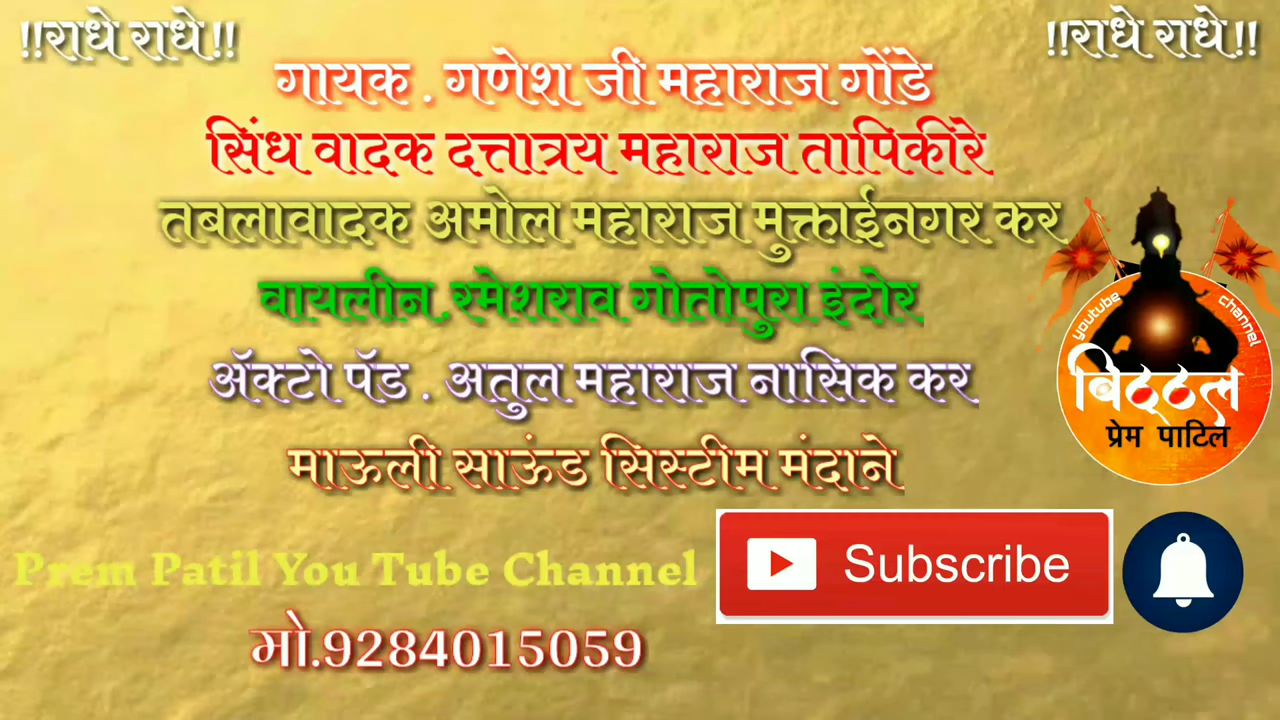 !!राधे राधे!!
!!राधे राधे!!
गायक . गणेश जी महाराज गोंडे
सिंध वादक दत्तात्रय महाराज तापिकीरे
तबलावादक अमोल महाराज मुक्ताईनगर कर
वायलीन.रमेशराव गोतोपुरा इंदोर
ॲक्टो पॅड . अतुल महाराज नासिक कर
माऊली साऊंड सिस्टीम मंदाने
youtube channel
विठ्ठल
प्रेम पाटिल
Subscribe
Prem Patil You Tube Channel
मो.9284015059